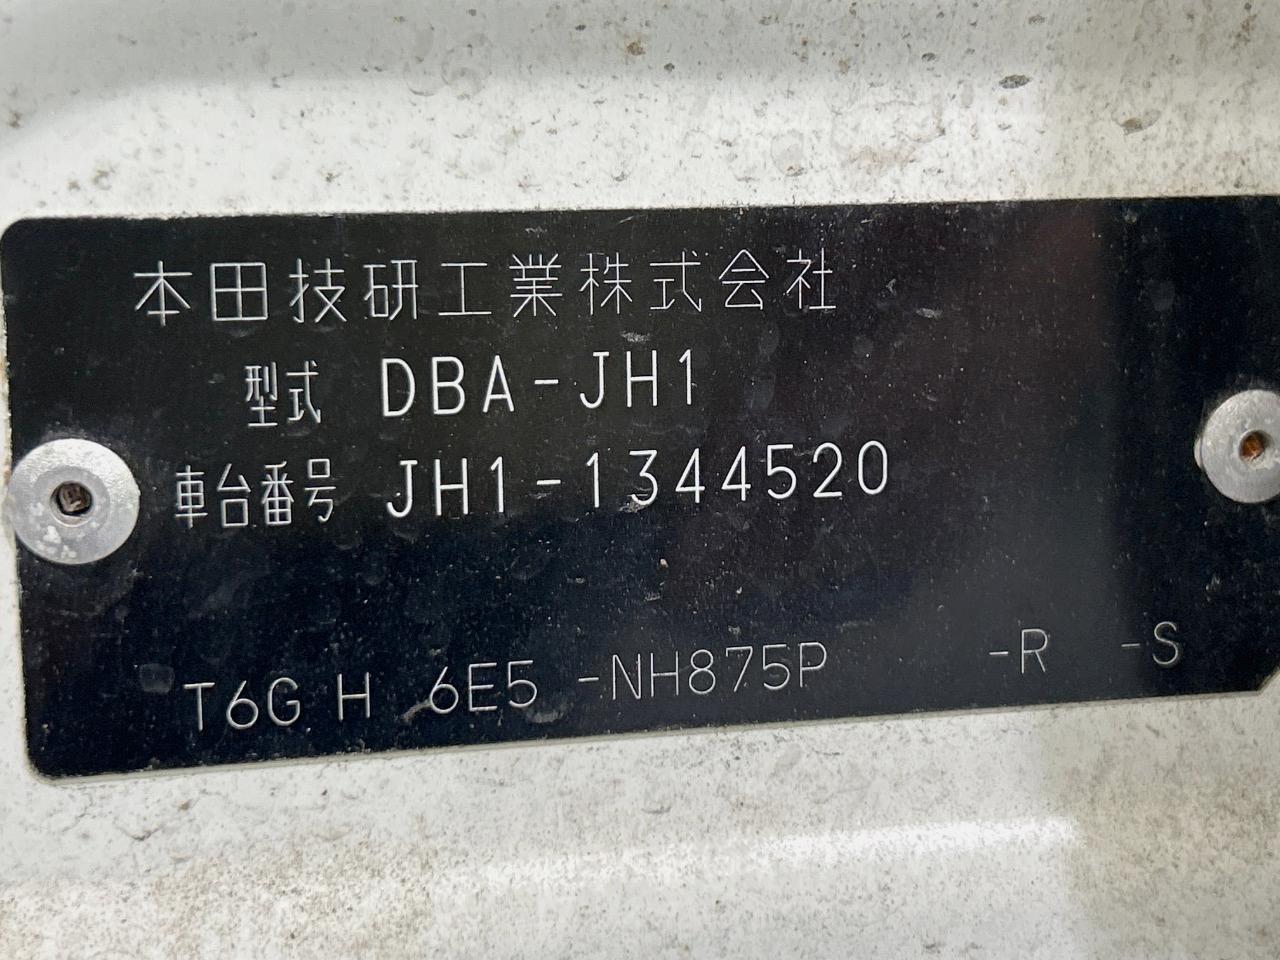 本田技研工業株式会社
型式 DBA-JH1
車台番号 JH1-1344520
T6G H 6E5 -NH875P -R -S